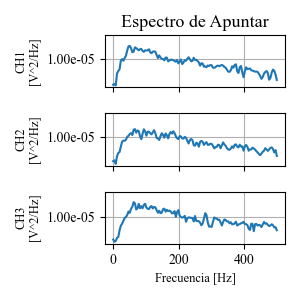 Espectro de Apuntar
CH1
[V^2/Hz]
1.00e-05
CH2
[V^2/Hz]
1.00e-05
CH3
[V^2/Hz]
1.00e-05
0 200 400
Frecuencia [Hz]